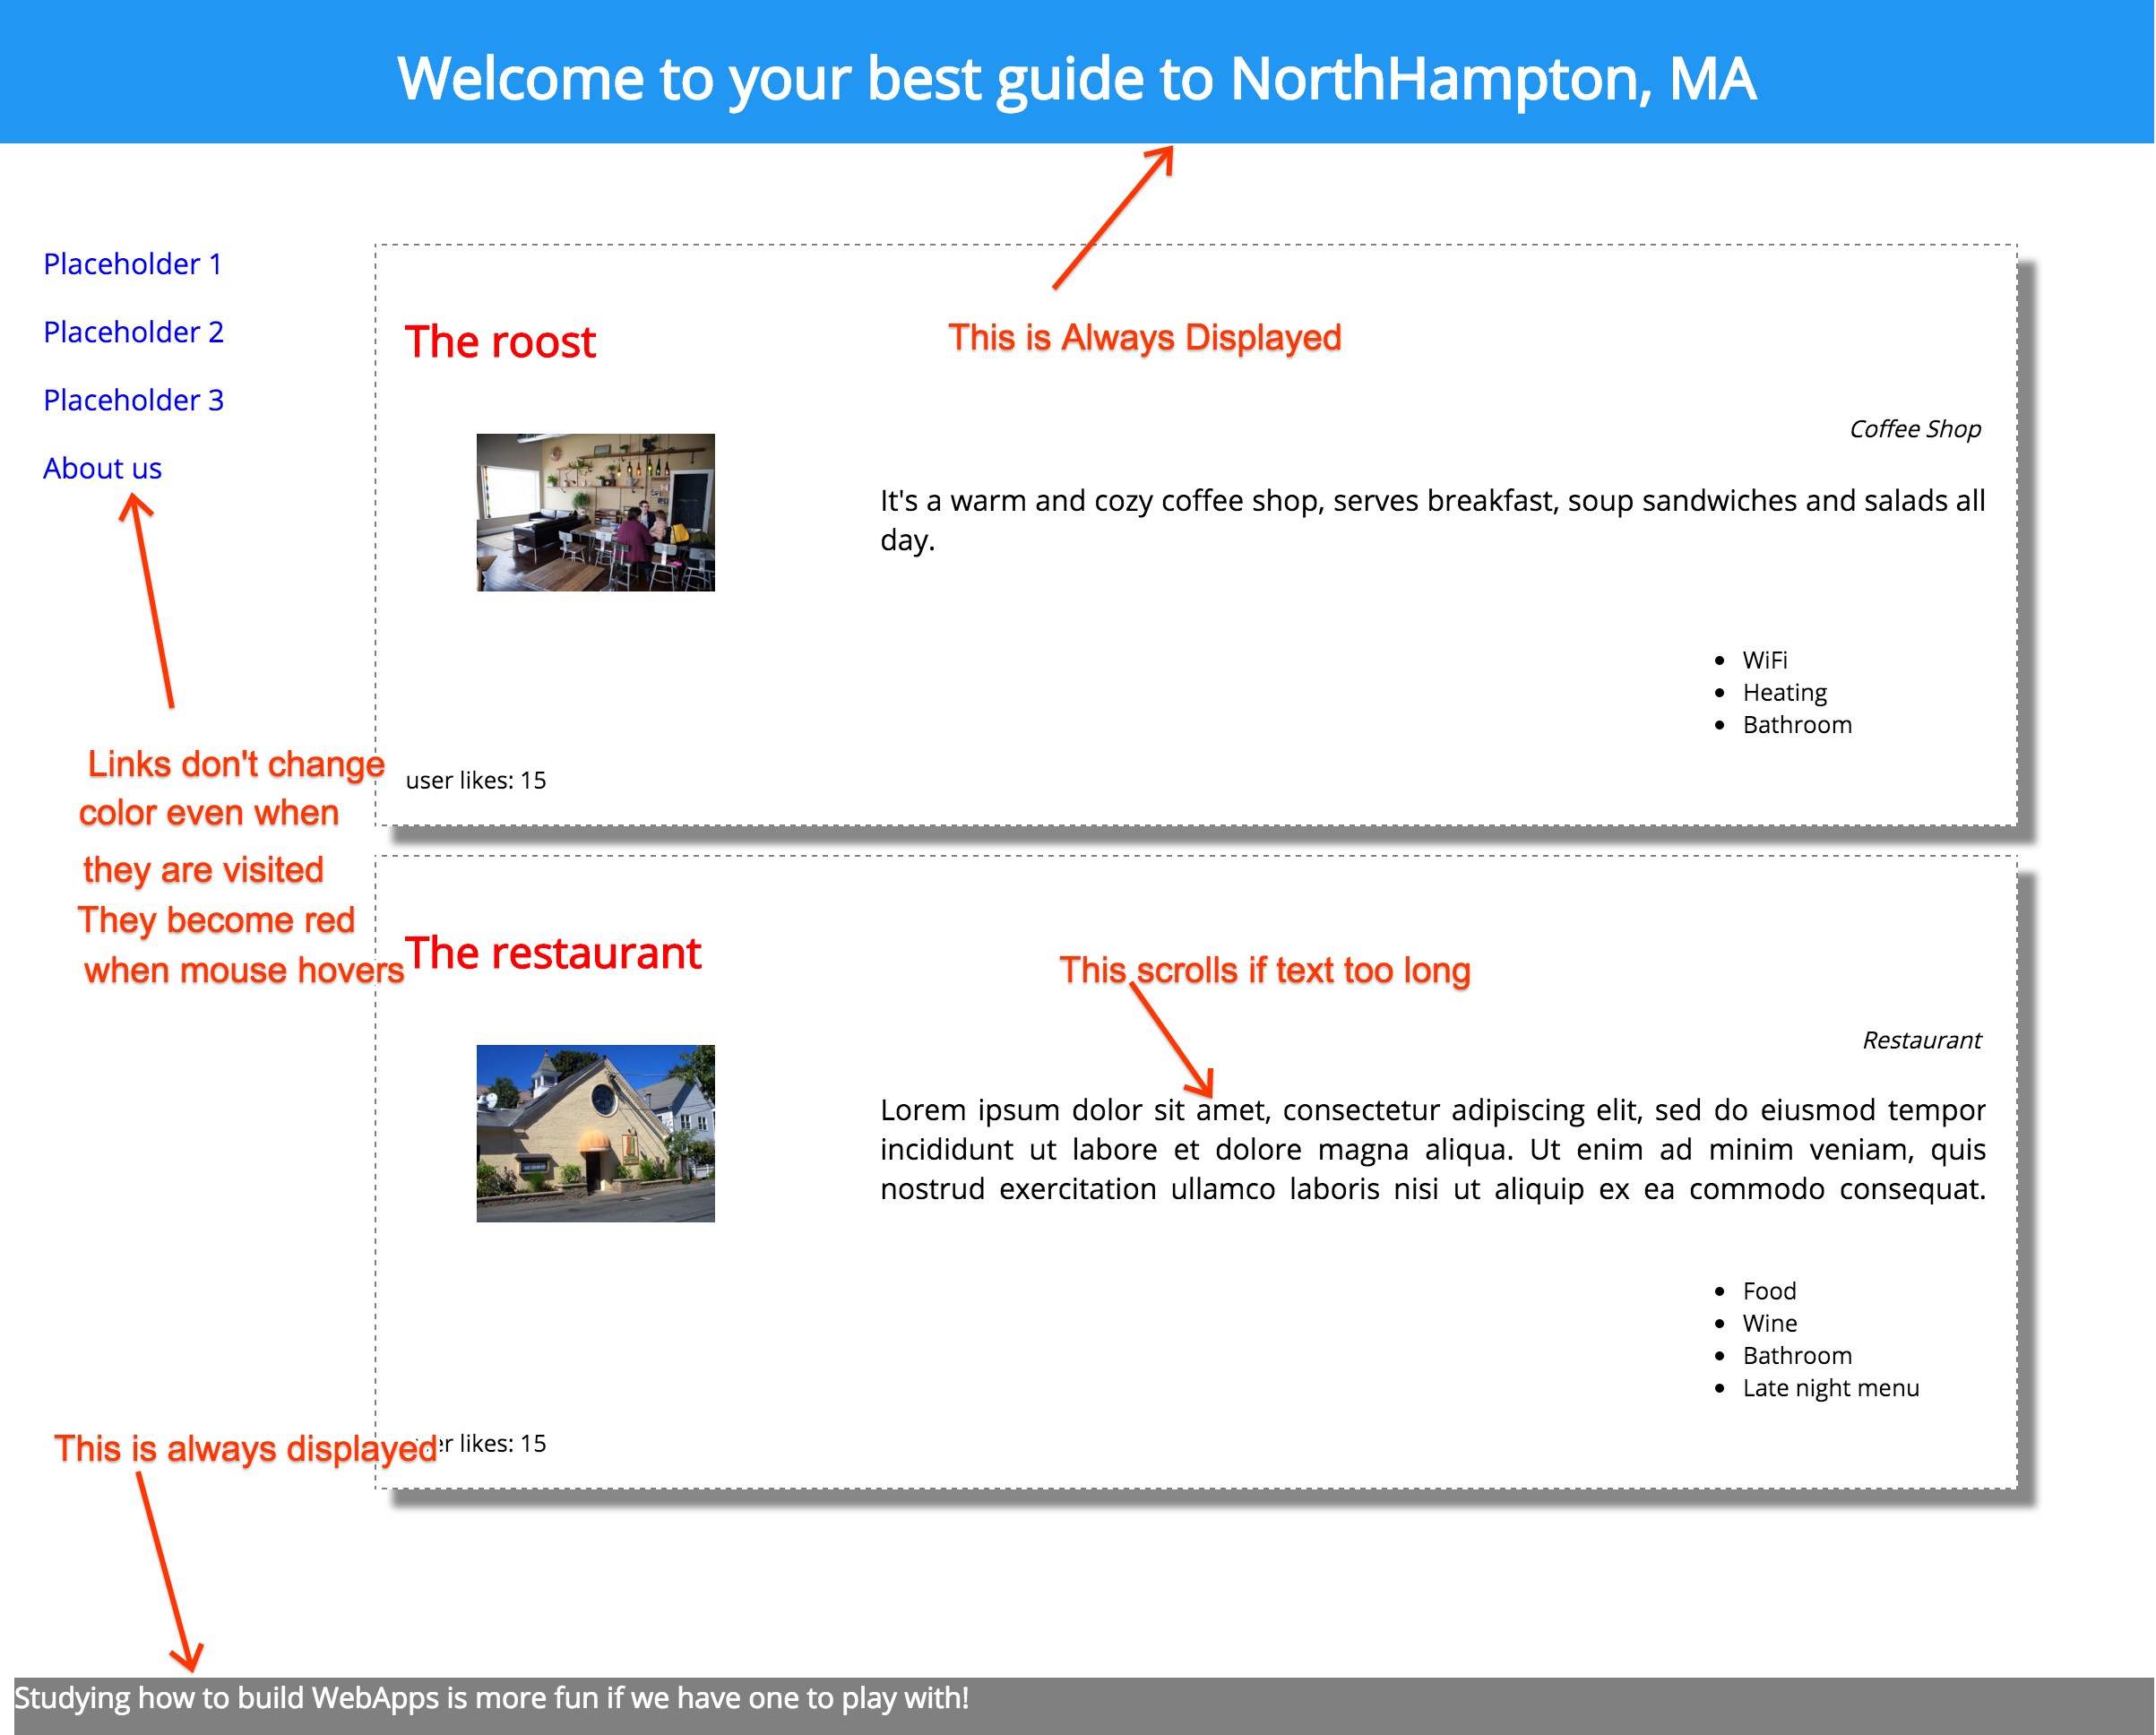 Welcome to your best guide to NorthHampton, MA
Placeholder 1
Placeholder 2
Placeholder 3
About us
Links don't change
color even when
they are visited
They become red
when mouse hovers
This is Always Displayed
The roost
Coffee Shop
It's a warm and cozy coffee shop, serves breakfast, soup sandwiches and salads all
day.
WiFi
Heating
Bathroom
user likes: 15
The restaurant
This scrolls if text too long
Restaurant
Lorem ipsum dolor sit amet, consectetur adipiscing elit, sed do eiusmod tempor
incididunt ut labore et dolore magna aliqua. Ut enim ad minim veniam, quis
nostrud exercitation ullamco laboris nisi ut aliquip ex ea commodo consequat.
Food
Wine
Bathroom
Late night menu
This is always displayed
likes: 15
Studying how to build WebApps is more fun if we have one to play with!